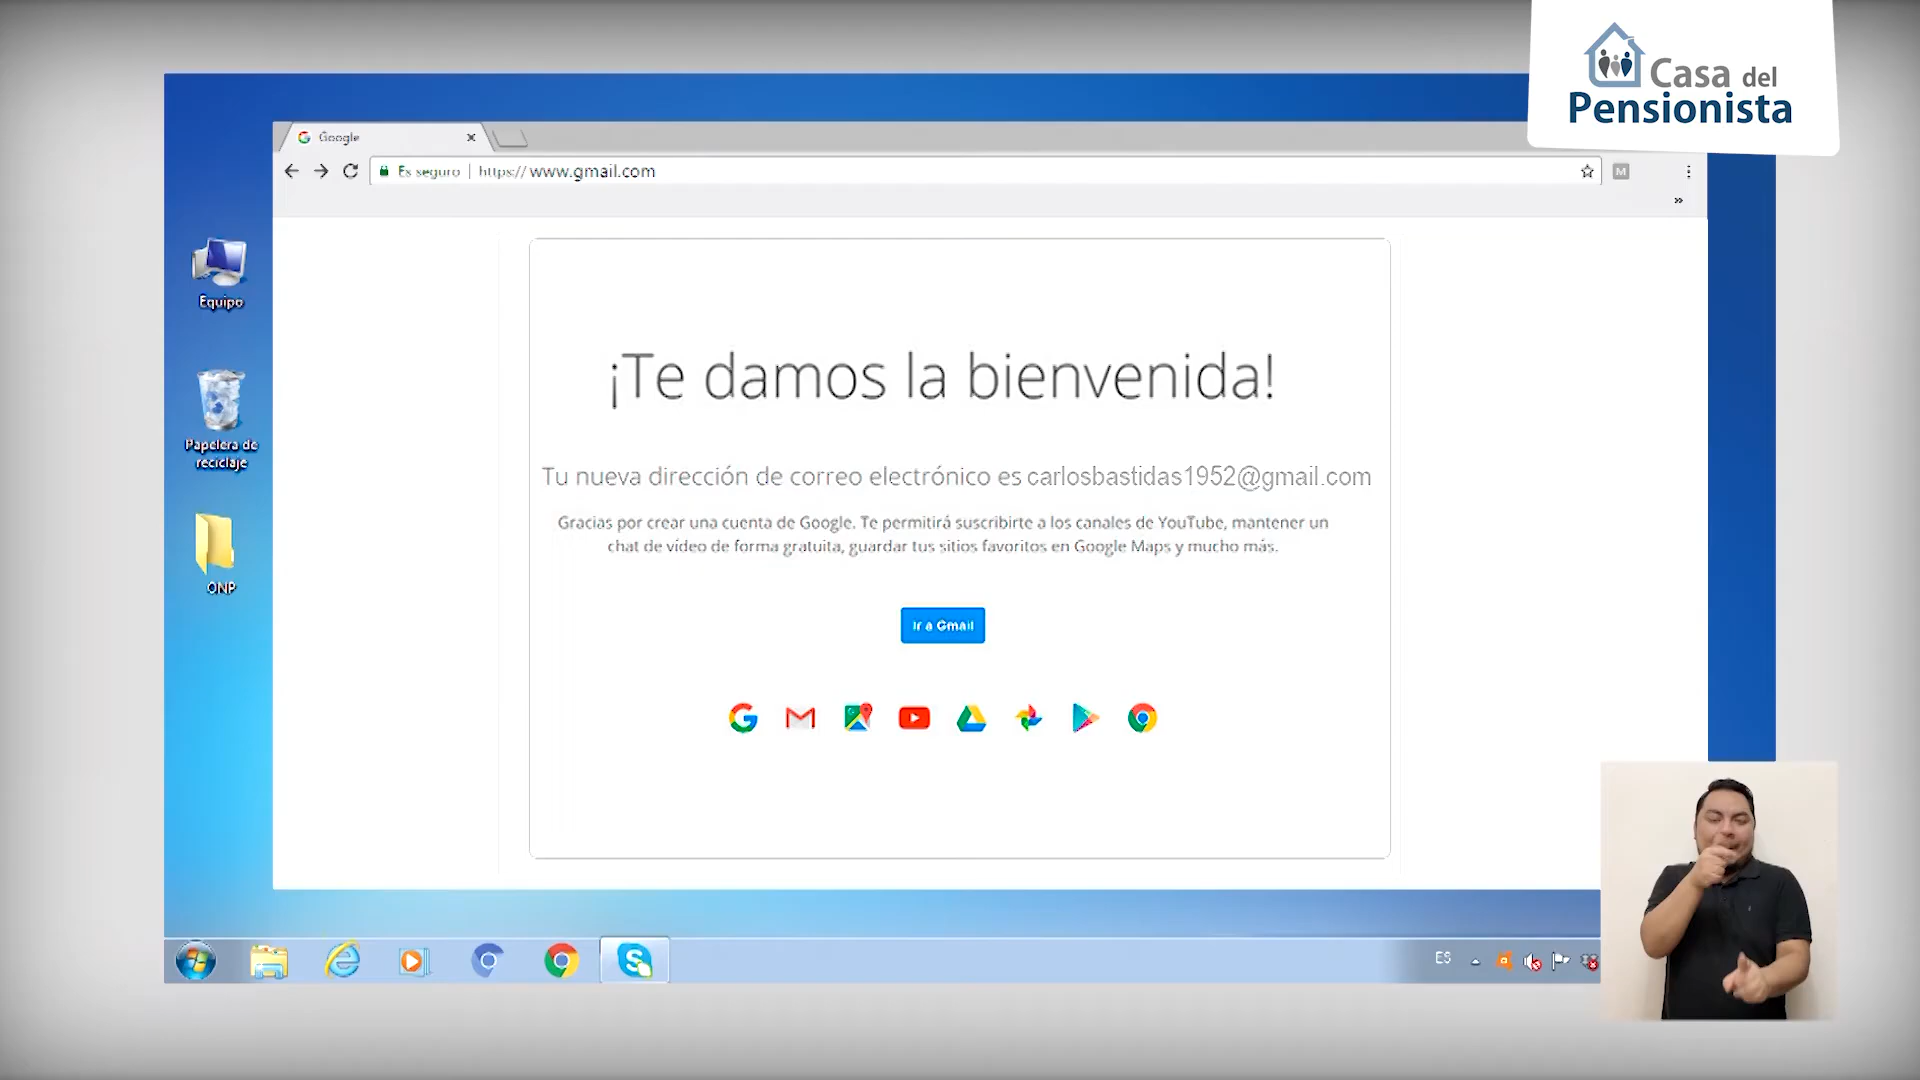 Casa del
Pensionista
Google
Es seguro | https://www.gmail.com
M
Equipo
¡Te damos la bienvenida!
Papelera de
reciclaje
Tu nueva dirección de correo electrónico es carlosbastidas1952@gmail.com
Gracias por crear una cuenta de Google. Te permitirá suscribirte a los canales de YouTube, mantener un
chat de vídeo de forma gratuita, guardar tus sitios favoritos en Google Maps y mucho más.
ONP
Ir a Gmail
ES